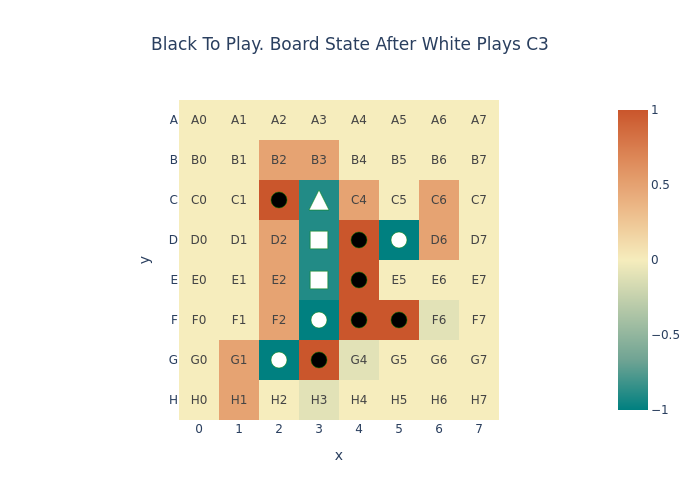 Black To Play. Board State After White Plays C3
A A0 A1 A2 A3 A4 A5 A6 A7
B B0 B1 B2 B3 B4 B5 B6 B7
C C0 C1 C4 C5 C6 C7
D D0 D1 D2 D6 D7
E E0 E1 E2 E5 E6 E7
F F0 F1 F2 F6 F7
G G0 G1 G4 G5 G6 G7
H H0 H1 H2 H3 H4 H5 H6 H7
0 1 2 3 4 5 6 7
x
y
1
0.5
0
−0.5
−1